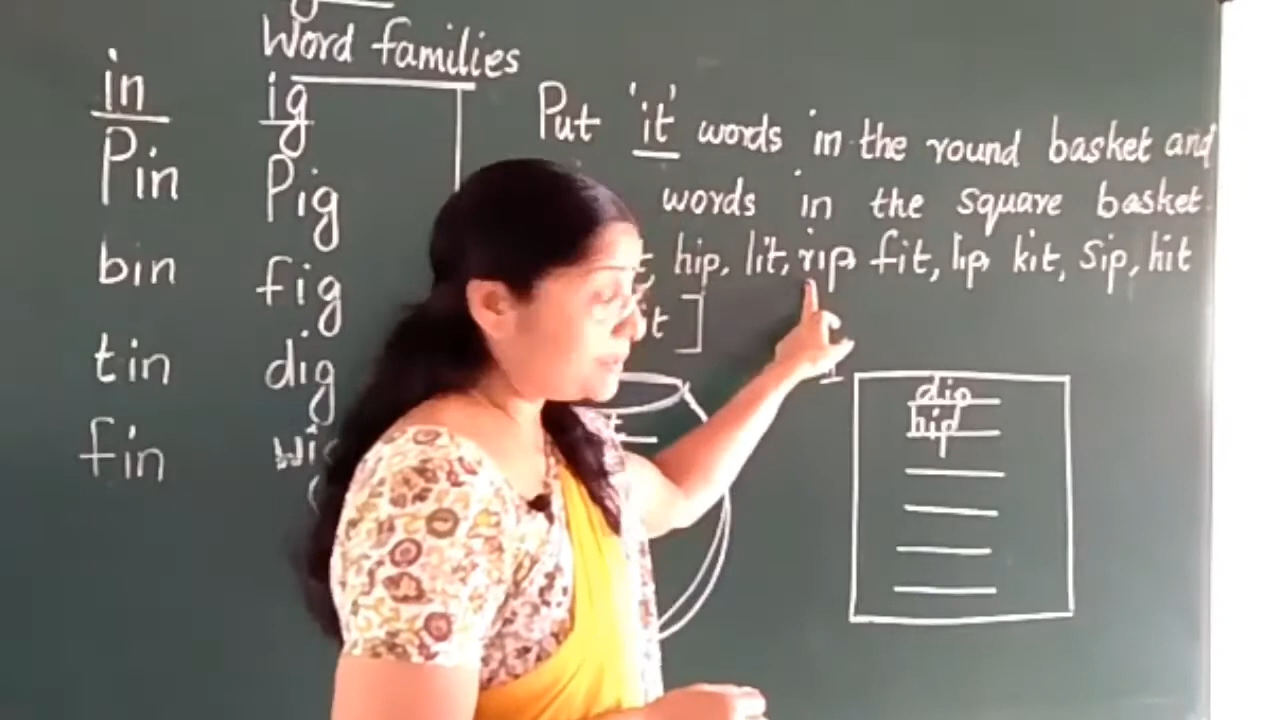 Word families
in
Pin
bin
tin
fin
ig
Pig
fig
dig
Put 'it' words in the round basket and
words in the square basket.
hip, lit, rip, fit, lip, kit, Sip, hit
]
dip
hip